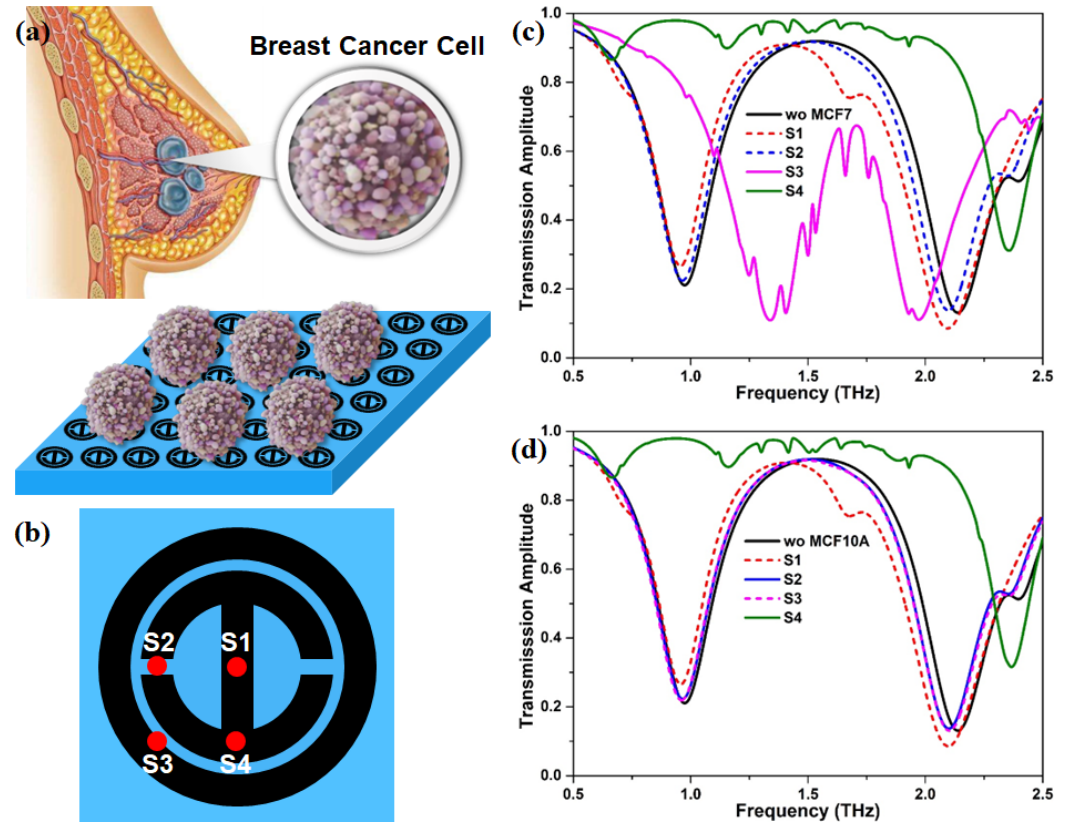 (a)
Breast Cancer Cell
(b)
S2
S1
S3
S4
(c)
Transmisssion Amplitude
1.0
0.8
0.6
0.4
0.2
0.0
wo MCF7
S1
S2
S3
S4
0.5
1.0
1.5
2.0
2.5
Frequency (THz)
(d)
Transmisssion Amplitude
1.0
0.8
0.6
0.4
0.2
0.0
wo MCF10A
S1
S2
S3
S4
0.5
1.0
1.5
2.0
2.5
Frequency (THz)